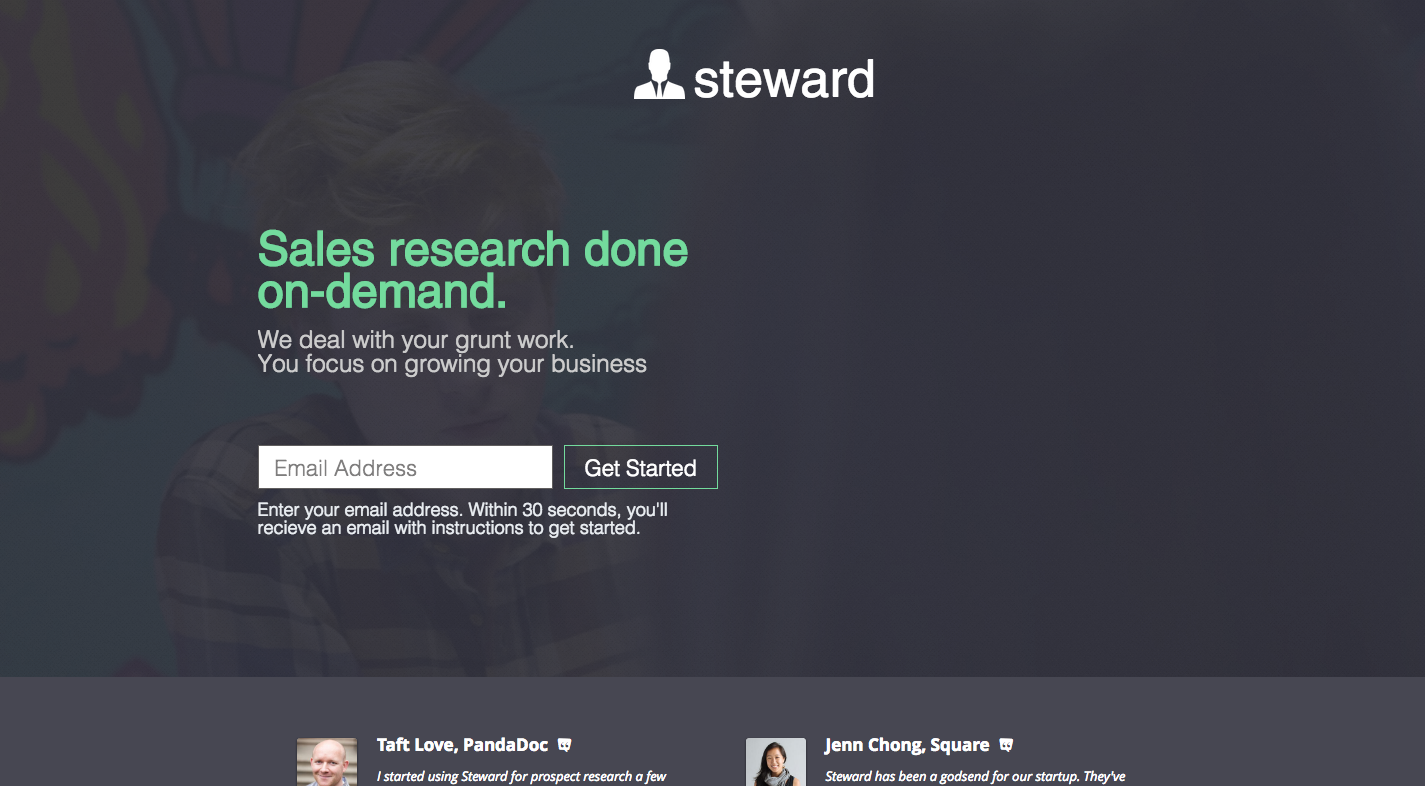 steward
Sales research done
on-demand.
We deal with your grunt work.
You focus on growing your business
Email Address
Get Started
Enter your email address. Within 30 seconds, you'll
recieve an email with instructions to get started.
Taft Love, PandaDoc
I started using Steward for prospect research a few
Jenn Chong, Square
Steward has been a godsend for our startup. They've